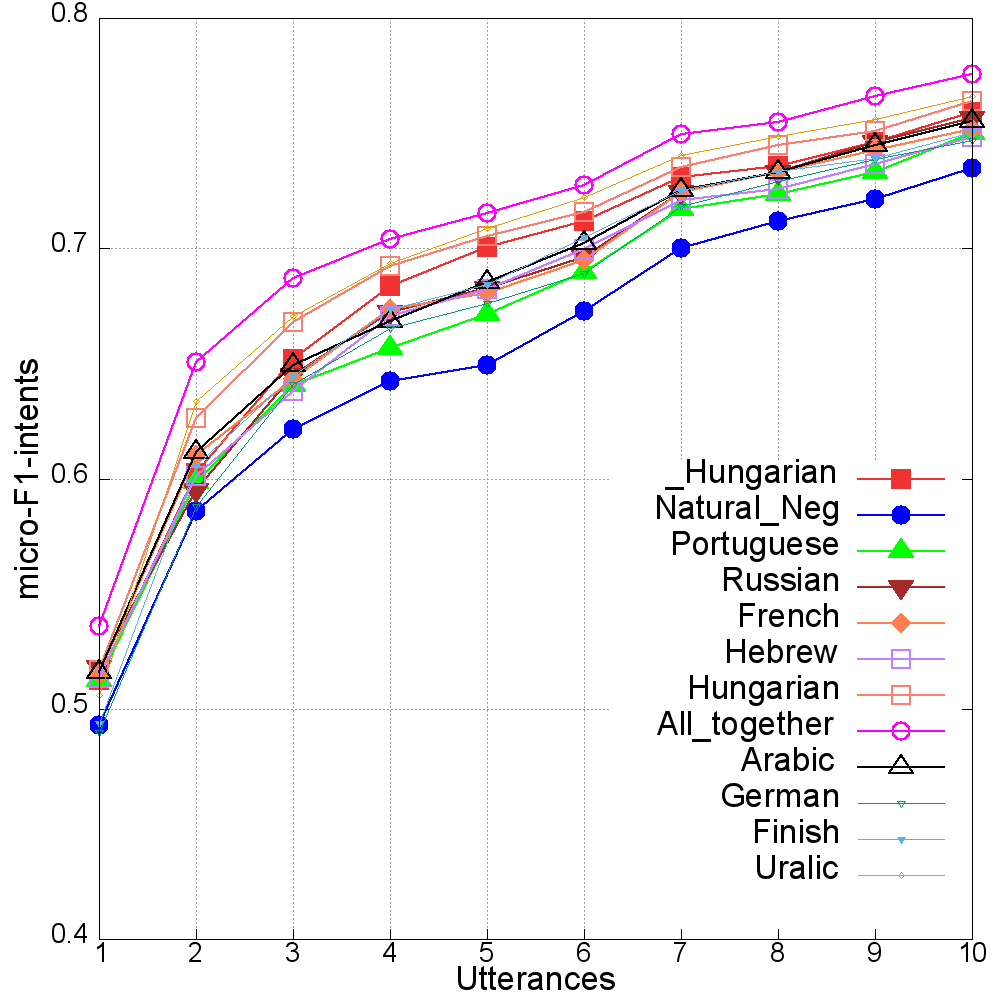 0.8
0.7
0.6
0.5
0.4
micro-F1-intents
_Hungarian
Natural_Neg
Portuguese
Russian
French
Hebrew
Hungarian
All_together
Arabic
German
Finish
Uralic
1 2 3 4 5 6 7 8 9 10
Utterances